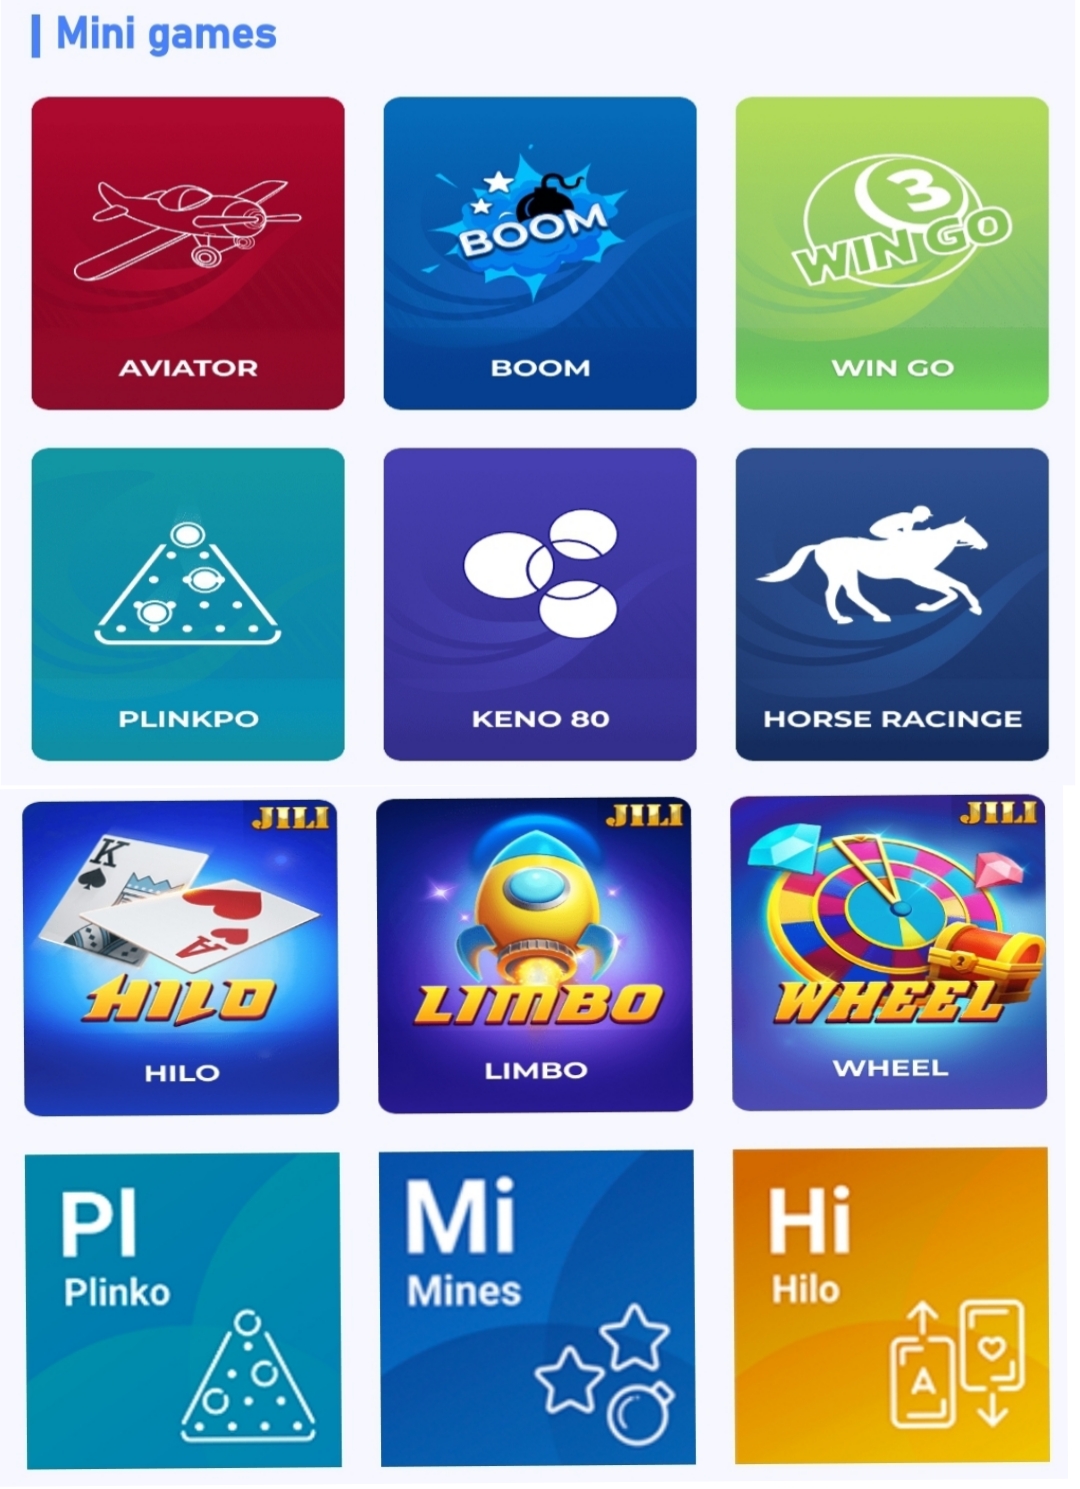 Mini games
BOOM
3
WIN GO
AVIATOR
BOOM
WIN GO
PLINKPO
KENO 80
HORSE RACINGE
JILI
JILI
JILI
K
A
HILO
LIMBO
WHEEL
HILO
LIMBO
WHEEL
Pl
Mi
Hi
Plinko
Mines
Hilo
A